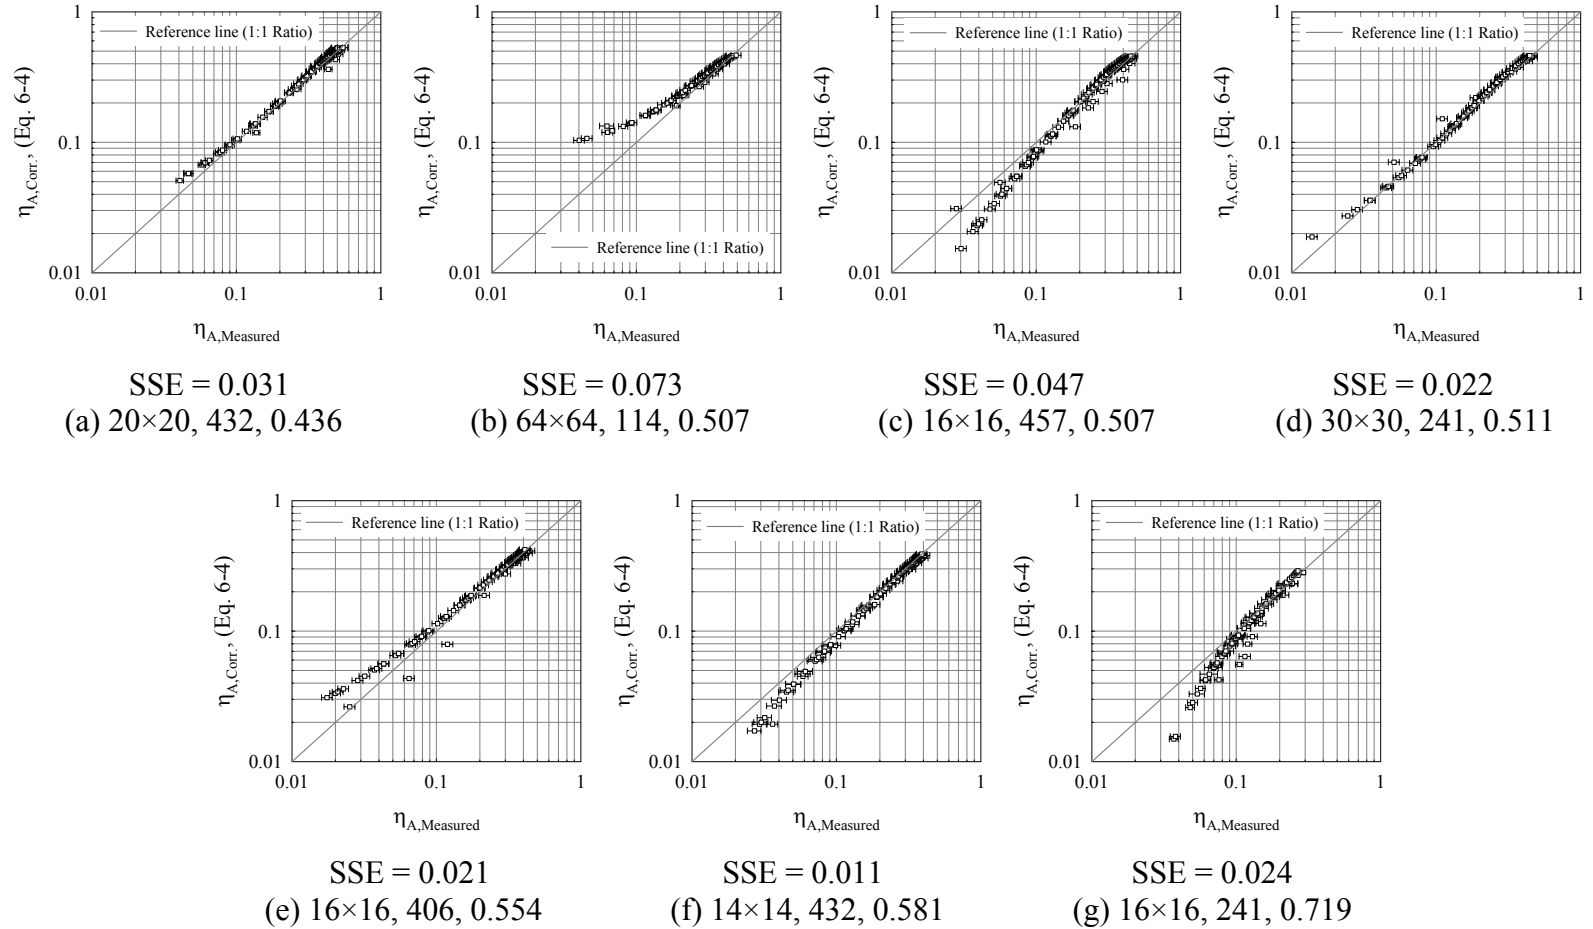 1
Reference line (1:1 Ratio)
0.1
0.01
0.01 0.1 1
ηA,Corr., (Eq. 6-4)
ηA,Measured
SSE = 0.031
(a) 20×20, 432, 0.436
1
0.1
Reference line (1:1 Ratio)
0.01
0.01 0.1 1
ηA,Corr., (Eq. 6-4)
ηA,Measured
SSE = 0.073
(b) 64×64, 114, 0.507
1
Reference line (1:1 Ratio)
0.1
0.01
0.01 0.1 1
ηA,Corr., (Eq. 6-4)
ηA,Measured
SSE = 0.047
(c) 16×16, 457, 0.507
1
Reference line (1:1 Ratio)
0.1
0.01
0.01 0.1 1
ηA,Corr., (Eq. 6-4)
ηA,Measured
SSE = 0.022
(d) 30×30, 241, 0.511
1
Reference line (1:1 Ratio)
0.1
0.01
0.01 0.1 1
ηA,Corr., (Eq. 6-4)
ηA,Measured
SSE = 0.021
(e) 16×16, 406, 0.554
1
Reference line (1:1 Ratio)
0.1
0.01
0.01 0.1 1
ηA,Corr., (Eq. 6-4)
ηA,Measured
SSE = 0.011
(f) 14×14, 432, 0.581
1
Reference line (1:1 Ratio)
0.1
0.01
0.01 0.1 1
ηA,Corr., (Eq. 6-4)
ηA,Measured
SSE = 0.024
(g) 16×16, 241, 0.719